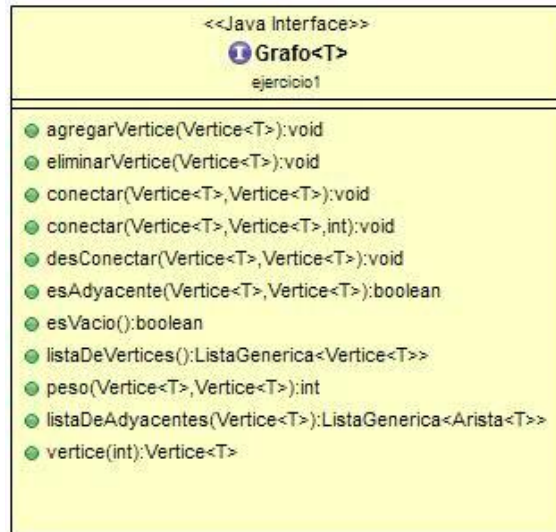 <<Java Interface>>
I Grafo<T>
ejercicio1
agregarVertice(Vertice<T>):void
eliminarVertice(Vertice<T>):void
conectar(Vertice<T>,Vertice<T>):void
conectar(Vertice<T>,Vertice<T>,int):void
desConectar(Vertice<T>,Vertice<T>):void
esAdyacente(Vertice<T>,Vertice<T>):boolean
esVacio():boolean
listaDeVertices():ListaGenerica<Vertice<T>>
peso(Vertice<T>,Vertice<T>):int
listaDeAdyacentes(Vertice<T>):ListaGenerica<Arista<T>>
vertice(int):Vertice<T>